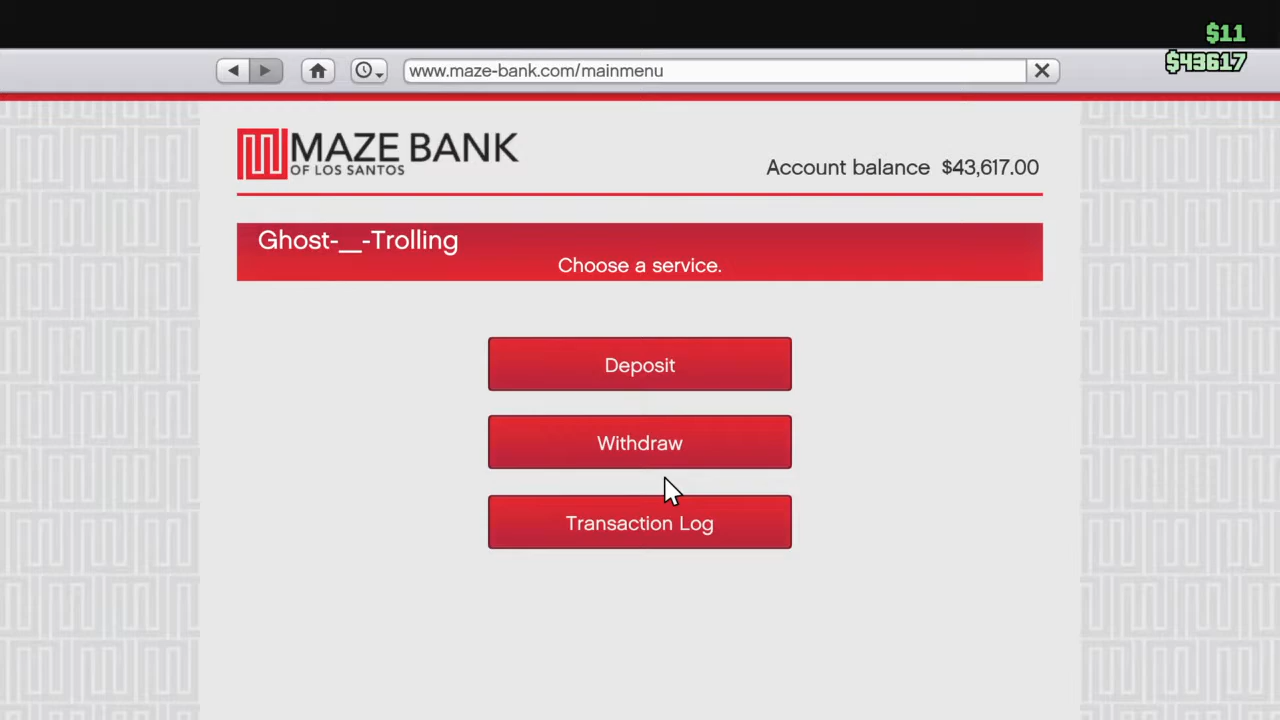 $11
$43617
www.maze-bank.com/mainmenu
MAZE BANK
OF LOS SANTOS
Account balance $43,617.00
Ghost-__-Trolling
Choose a service.
Deposit
Withdraw
Transaction Log